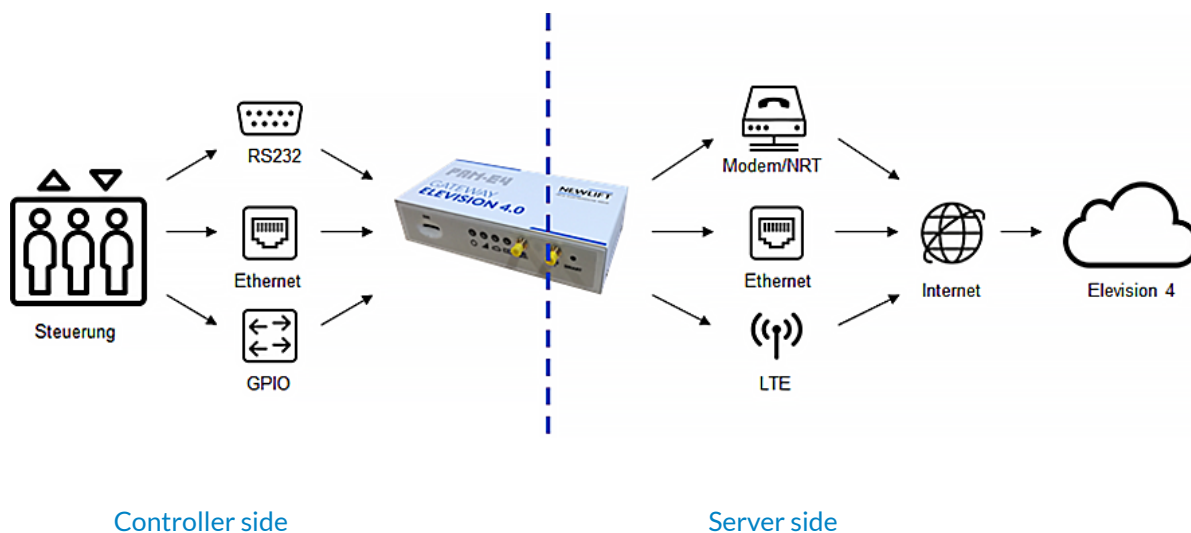 RS232
Ethernet
GPIO
Steuerung
PRM-E4
GATEWAY
ELEVISION 4.0
NEWLIFT
Modem/NRT
Ethernet
LTE
Internet
Elevision 4
Controller side
Server side